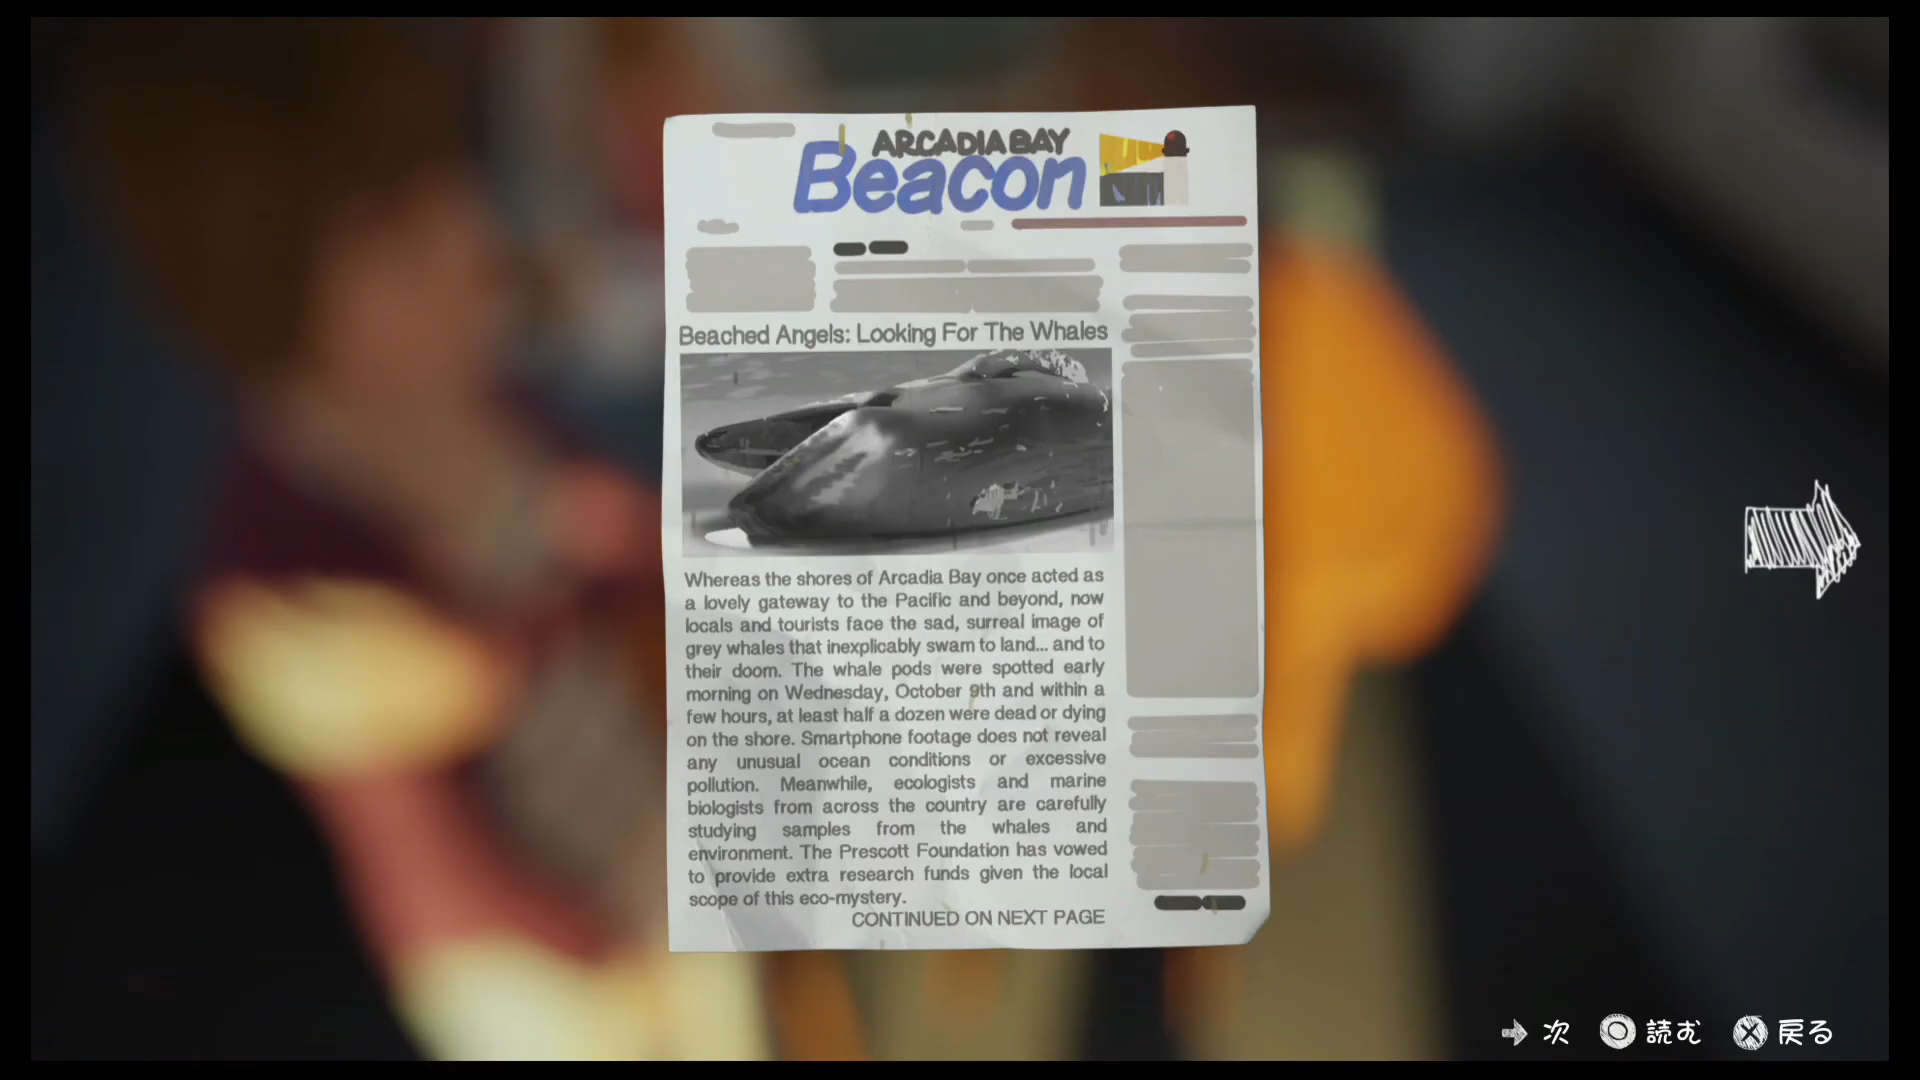 ARCADIA BAY
Beacon
Beached Angels: Looking For The Whales
Whereas the shores of Arcadia Bay once acted as
a lovely gateway to the Pacific and beyond, now
locals and tourists face the sad, surreal image of
grey whales that inexplicably swam to land... and to
their doom. The whale pods were spotted early
morning on Wednesday, October 9th and within a
few hours, at least half a dozen were dead or dying
on the shore. Smartphone footage does not reveal
any unusual ocean conditions or excessive
pollution. Meanwhile, ecologists and marine
biologists from across the country are carefully
studying samples from the whales and
environment. The Prescott Foundation has vowed
to provide extra research funds given the local
scope of this eco-mystery.
CONTINUED ON NEXT PAGE
次 読む 戻る